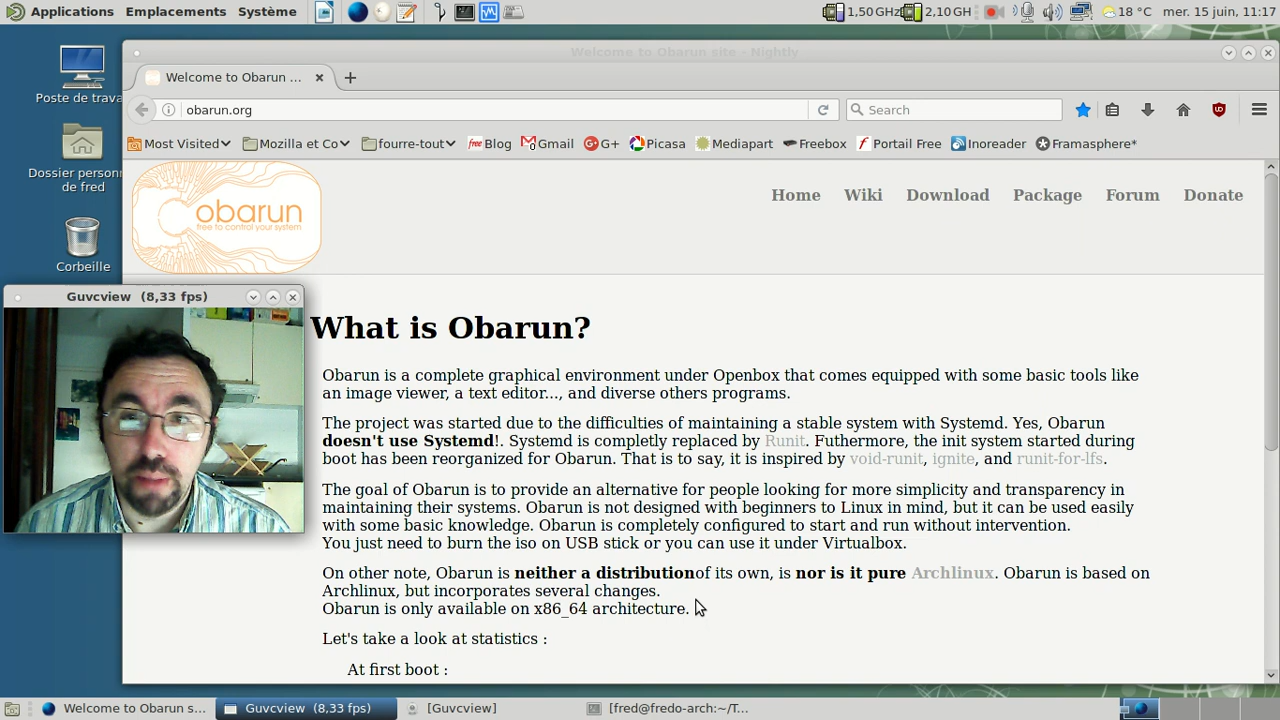 Applications Emplacements Système 1,50 GHz 2,10 GH 18 °C mer. 15 juin, 11:17
Welcome to Obarun site - Nightly
Welcome to Obarun ...
obarun.org Search
Most Visited Mozilla et Co fourre-tout free Blog Gmail G+ Picasa Mediapart Freebox Portail Free Inoreader Framasphere*
obarun
free to control your system
Home Wiki Download Package Forum Donate
Poste de trava
Dossier person
de fred
Corbeille
Guvcview (8,33 fps)
What is Obarun?
Obarun is a complete graphical environment under Openbox that comes equipped with some basic tools like
an image viewer, a text editor..., and diverse others programs.
The project was started due to the difficulties of maintaining a stable system with Systemd. Yes, Obarun
doesn't use Systemd!. Systemd is completly replaced by Runit. Futhermore, the init system started during
boot has been reorganized for Obarun. That is to say, it is inspired by void-runit, ignite, and runit-for-lfs.
The goal of Obarun is to provide an alternative for people looking for more simplicity and transparency in
maintaining their systems. Obarun is not designed with beginners to Linux in mind, but it can be used easily
with some basic knowledge. Obarun is completely configured to start and run without intervention.
You just need to burn the iso on USB stick or you can use it under Virtualbox.
On other note, Obarun is neither a distributionof its own, is nor is it pure Archlinux. Obarun is based on
Archlinux, but incorporates several changes.
Obarun is only available on x86_64 architecture.
Let's take a look at statistics :
At first boot :
Welcome to Obarun s... Guvcview (8,33 fps) [Guvcview] [fred@fredo-arch:~/T...